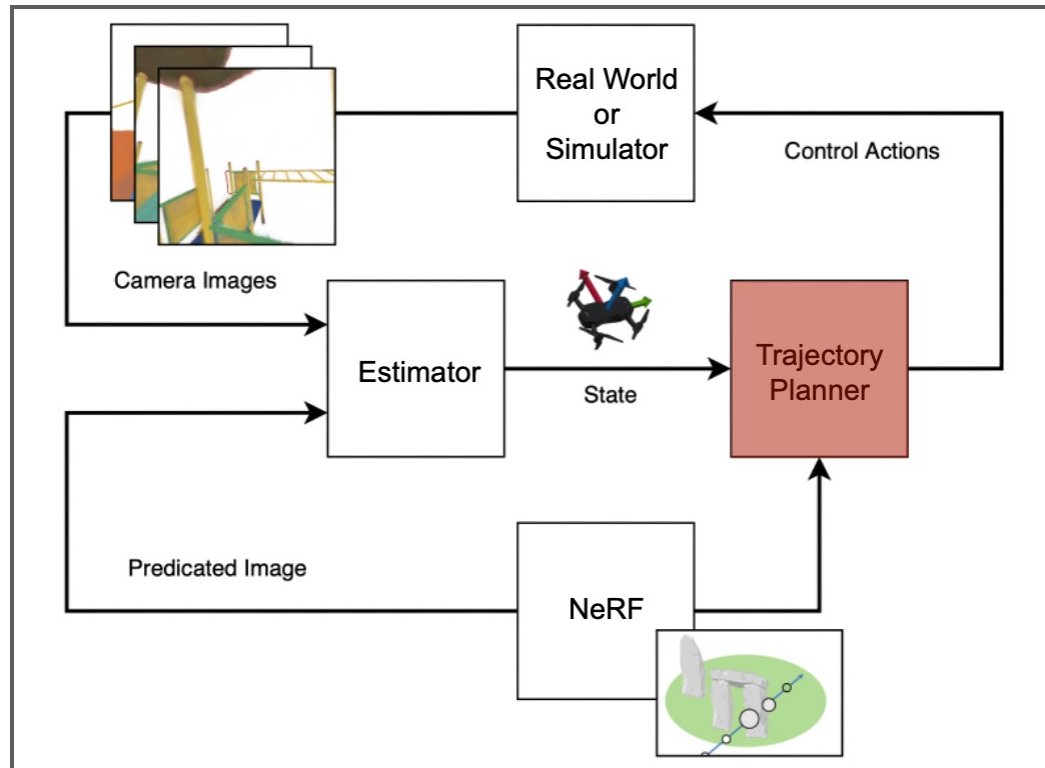 Real World
or
Simulator
Control Actions
Camera Images
Estimator
State
Trajectory
Planner
Predicated Image
NeRF